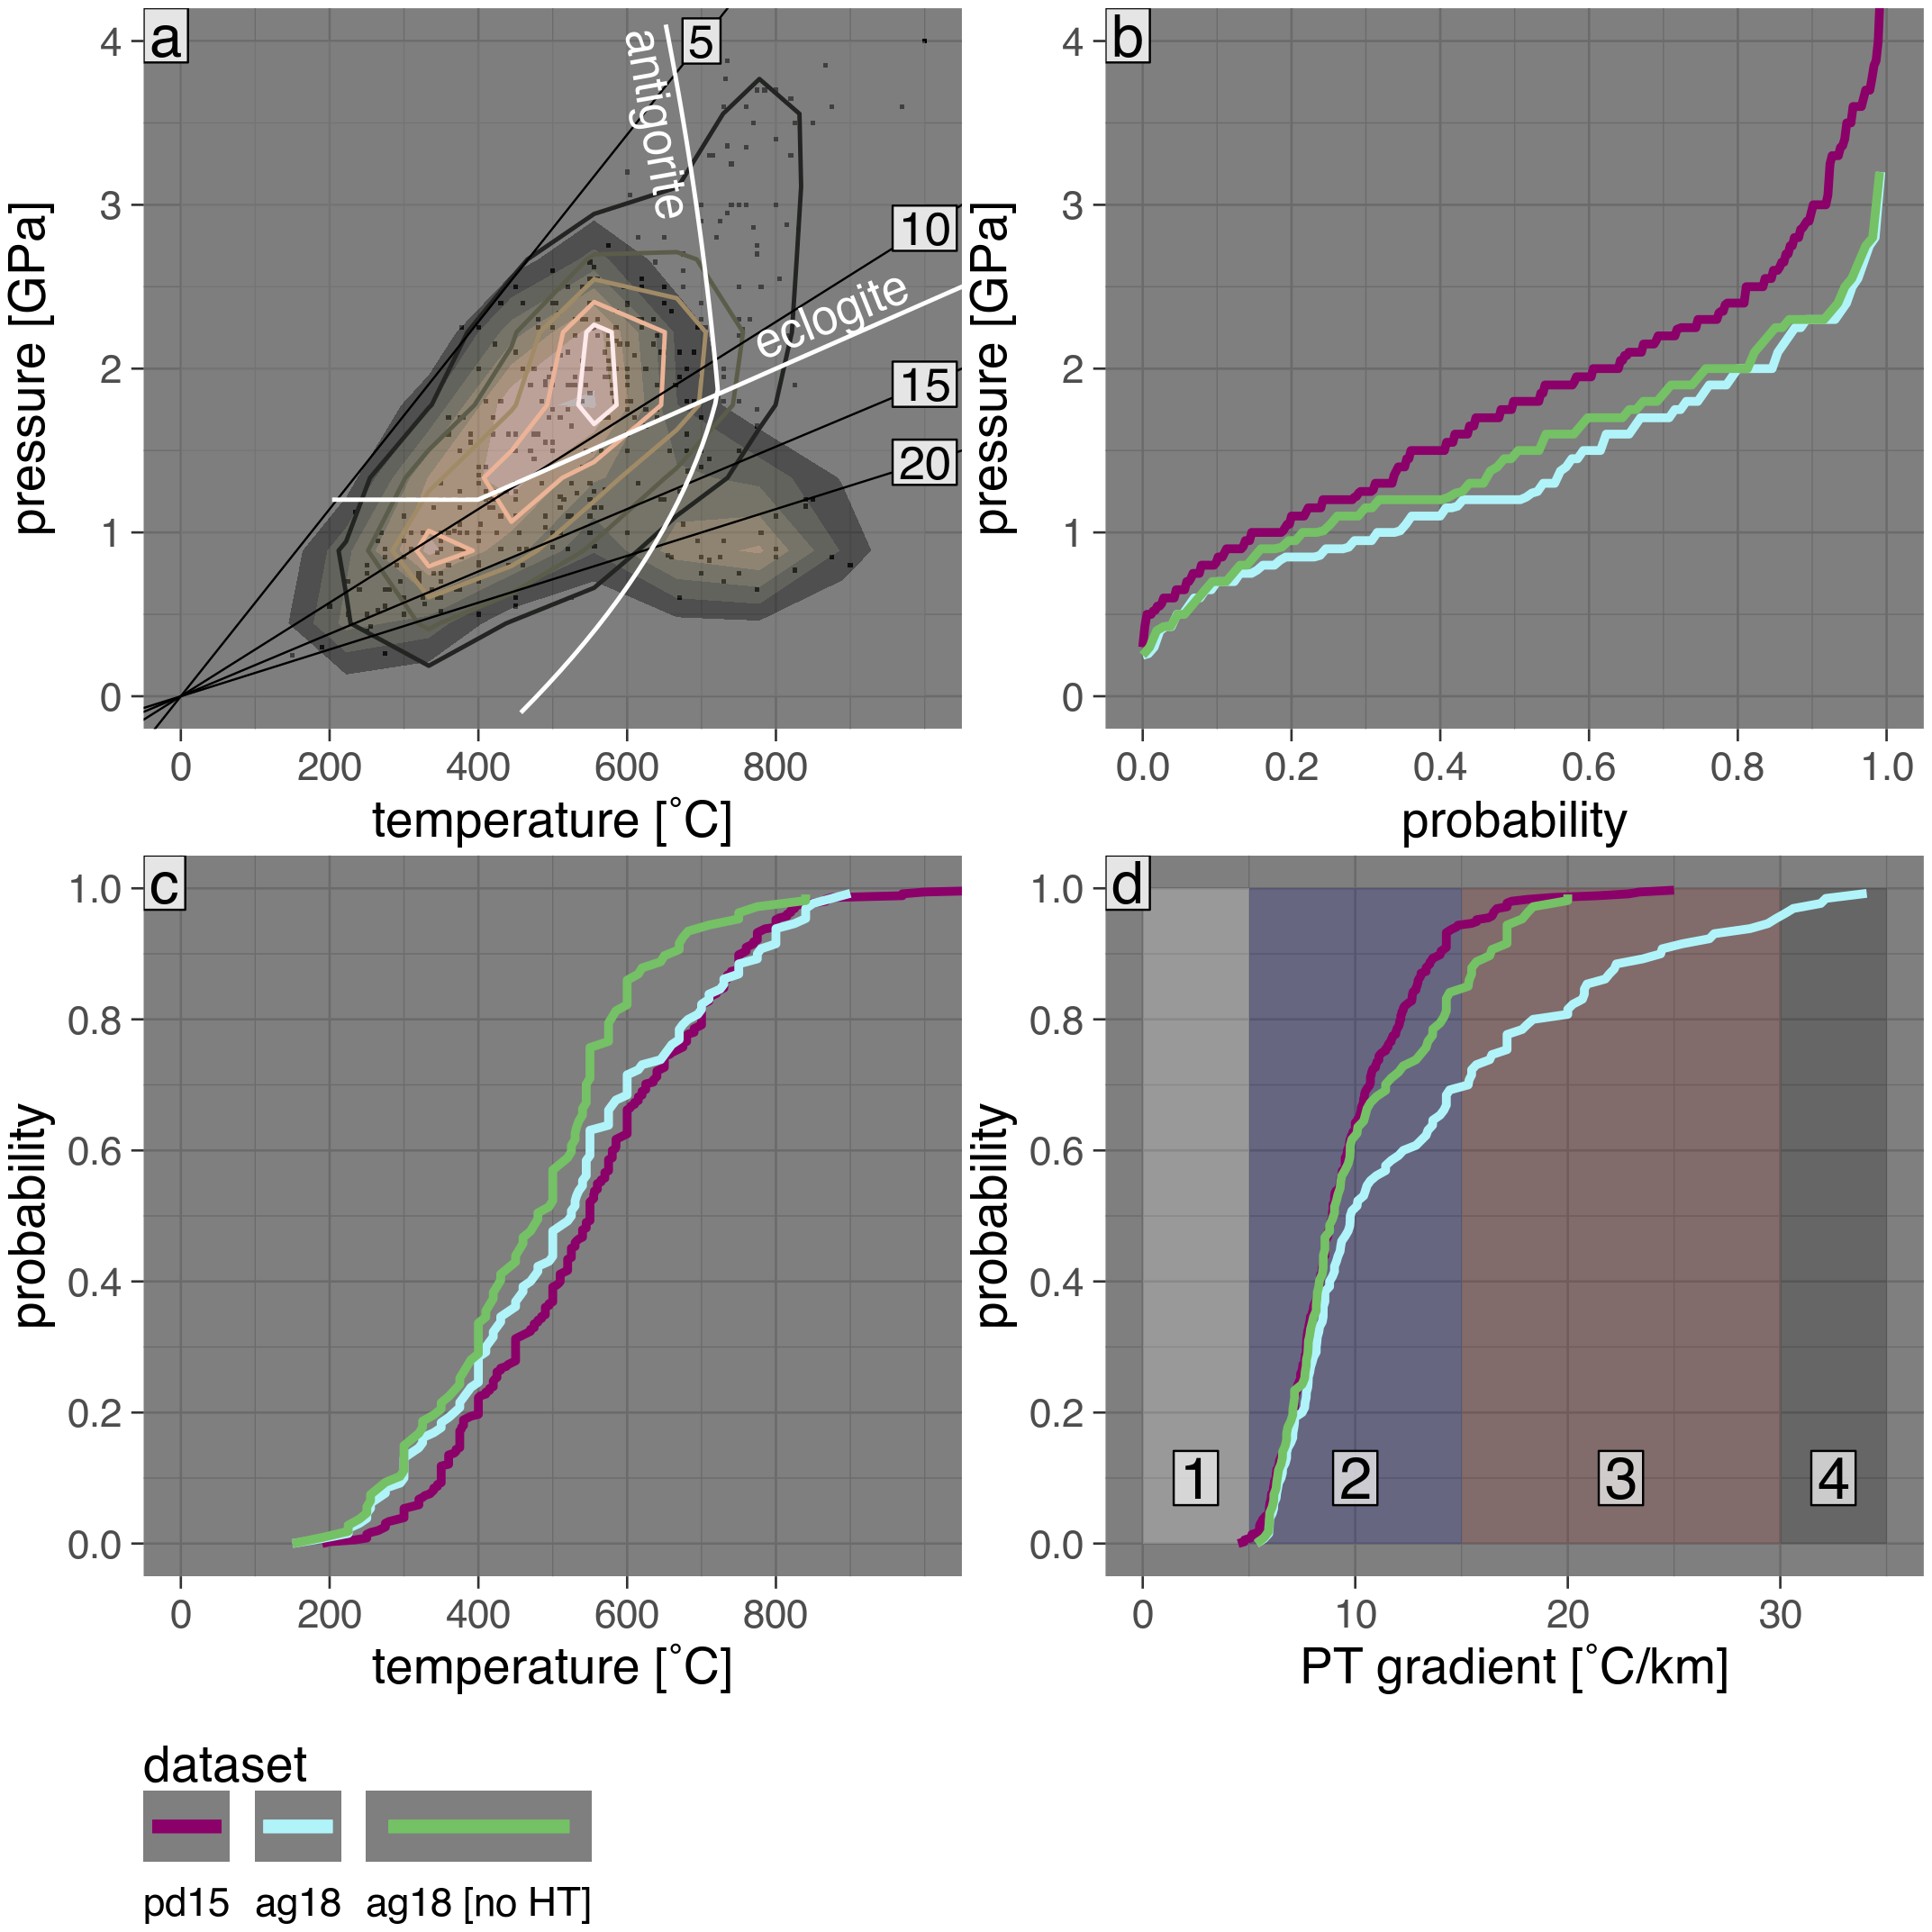 a
5
antigorite
10
eclogite
15
20
pressure [GPa]
4
3
2
1
0
0 200 400 600 800
temperature [°C]
b
pressure [GPa]
4
3
2
1
0
0.0 0.2 0.4 0.6 0.8 1.0
probability
c
probability
1.0
0.8
0.6
0.4
0.2
0.0
0 200 400 600 800
temperature [°C]
d
probability
1.0
0.8
0.6
0.4
0.2
0.0
1 2 3 4
0 10 20 30
PT gradient [°C/km]
dataset
pd15 ag18 ag18 [no HT]